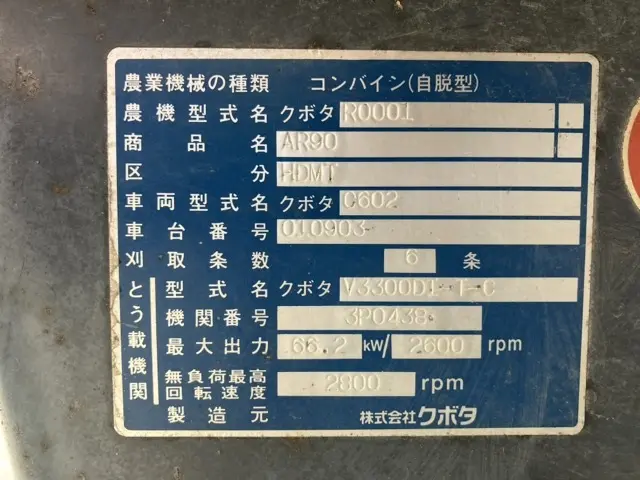 農業機械の種類 コンバイン(自脱型)
農機型式名 クボタ R0001
商品名 AR90
区分 HDMT
車両型式名 クボタ C602
車台番号 010903
刈取条数 6 条
とう載機関
型式名 クボタ V3300DI-T-C
機関番号 3P0438
最大出力 66.2 kW/ 2600 rpm
無負荷最高回転速度 2800 rpm
製造元 株式会社クボタ